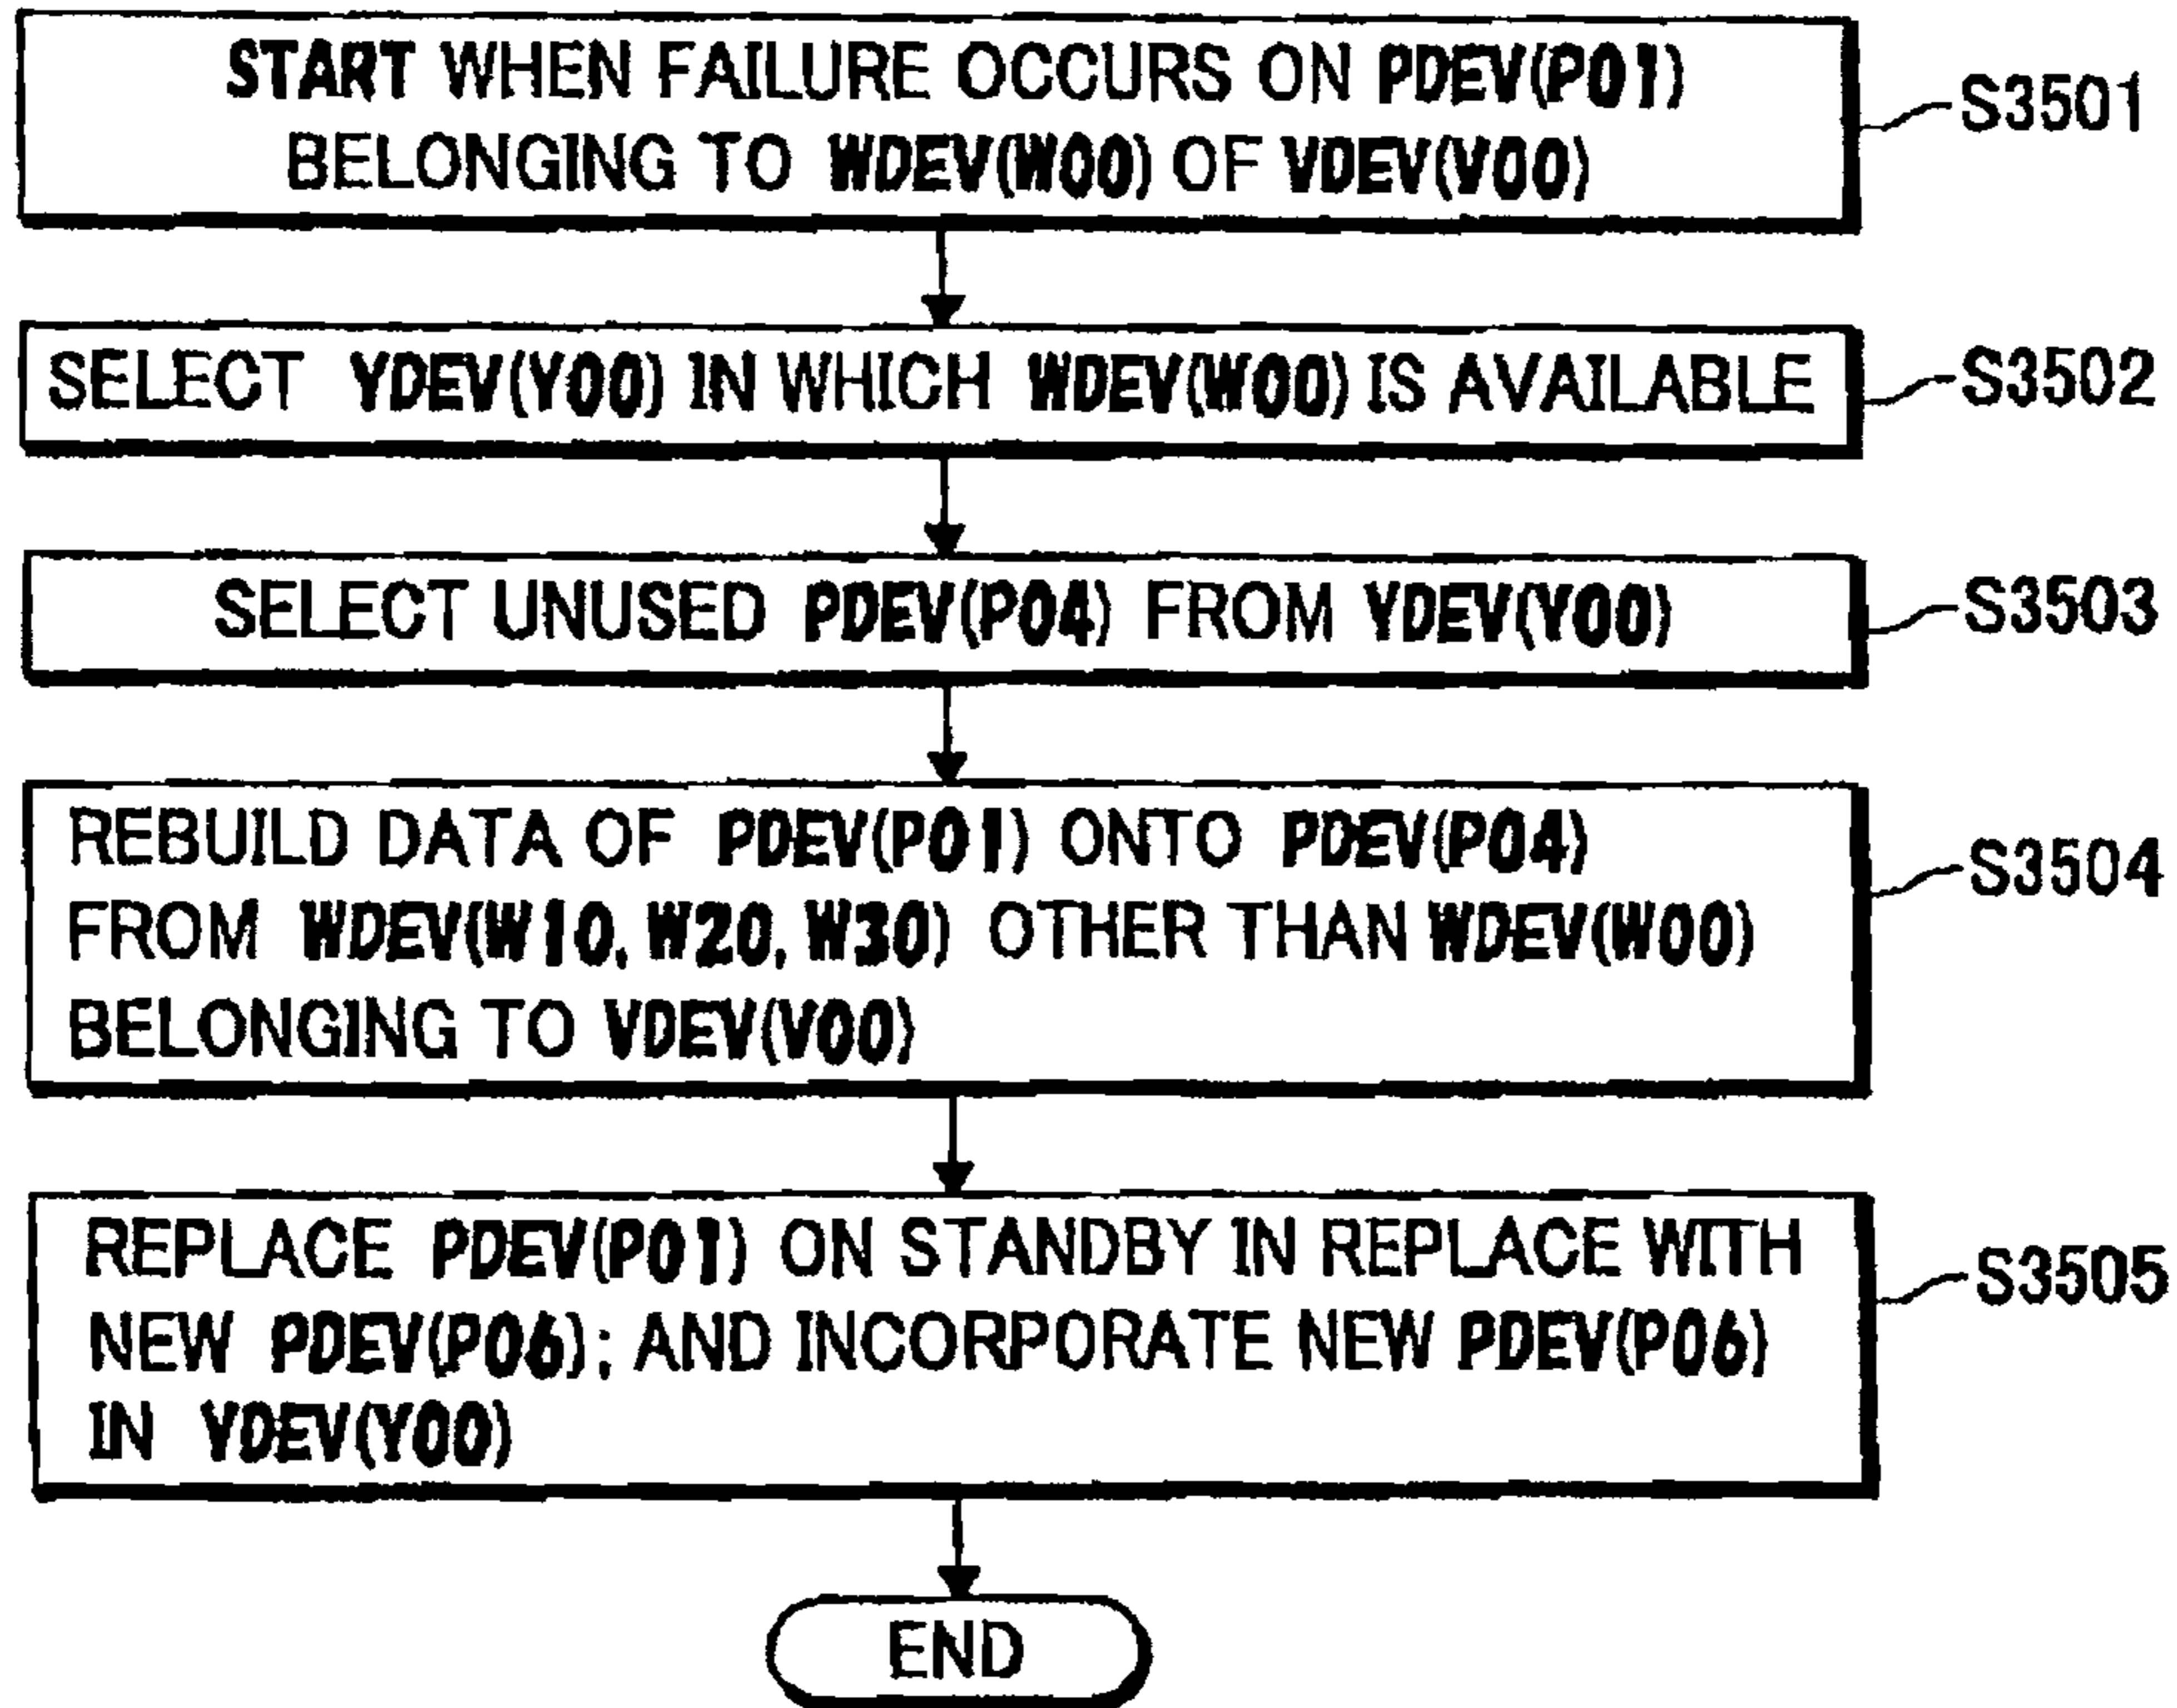 START WHEN FAILURE OCCURS ON PDEV(P01)
BELONGING TO WDEV(W00) OF VDEV(V00)
S3501
SELECT YDEV(Y00) IN WHICH WDEV(W00) IS AVAILABLE
S3502
SELECT UNUSED PDEV(P04) FROM YDEV(Y00)
S3503
REBUILD DATA OF PDEV(P01) ONTO PDEV(P04)
FROM WDEV(W10, W20, W30) OTHER THAN WDEV(W00)
BELONGING TO VDEV(V00)
S3504
REPLACE PDEV(P01) ON STANDBY IN REPLACE WITH
NEW PDEV(P06); AND INCORPORATE NEW PDEV(P06)
IN YDEV(Y00)
S3505
END